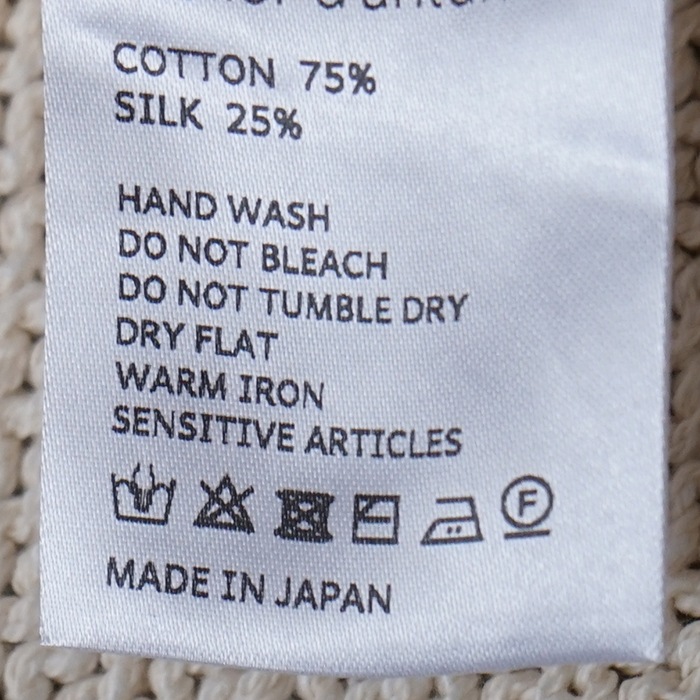 COTTON 75%
SILK 25%
HAND WASH
DO NOT BLEACH
DO NOT TUMBLE DRY
DRY FLAT
WARM IRON
SENSITIVE ARTICLES
F
MADE IN JAPAN